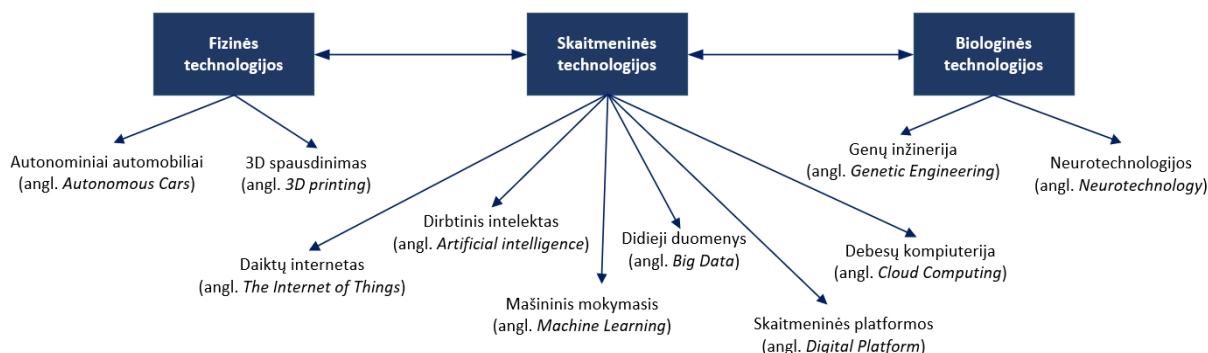 Fizinės
technologijos
Skaitmeninės
technologijos
Biologinės
technologijos
Autonominiai automobiliai
(angl. Autonomous Cars)
3D spausdinimas
(angl. 3D printing)
Genų inžinerija
(angl. Genetic Engineering)
Neurotechnologijos
(angl. Neurotechnology)
Daiktų internetas
(angl. The Internet of Things)
Dirbtinis intelektas
(angl. Artificial intelligence)
Mašininis mokymasis
(angl. Machine Learning)
Didieji duomenys
(angl. Big Data)
Skaitmeninės platformos
(angl. Digital Platform)
Debesų kompiuterija
(angl. Cloud Computing)